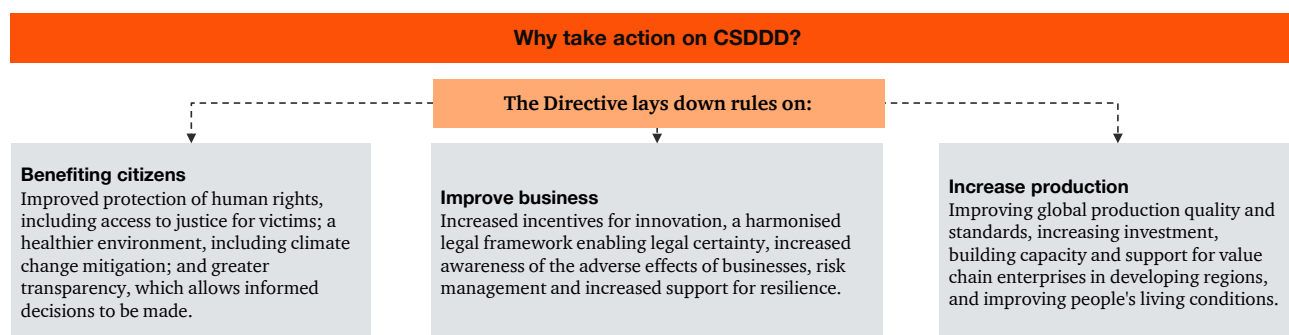 Why take action on CSDDD?
The Directive lays down rules on:
Benefiting citizens
Improved protection of human rights,
including access to justice for victims; a
healthier environment, including climate
change mitigation; and greater
transparency, which allows informed
decisions to be made.
Improve business
Increased incentives for innovation, a harmonised
legal framework enabling legal certainty, increased
awareness of the adverse effects of businesses, risk
management and increased support for resilience.
Increase production
Improving global production quality and
standards, increasing investment,
building capacity and support for value
chain enterprises in developing regions,
and improving people's living conditions.